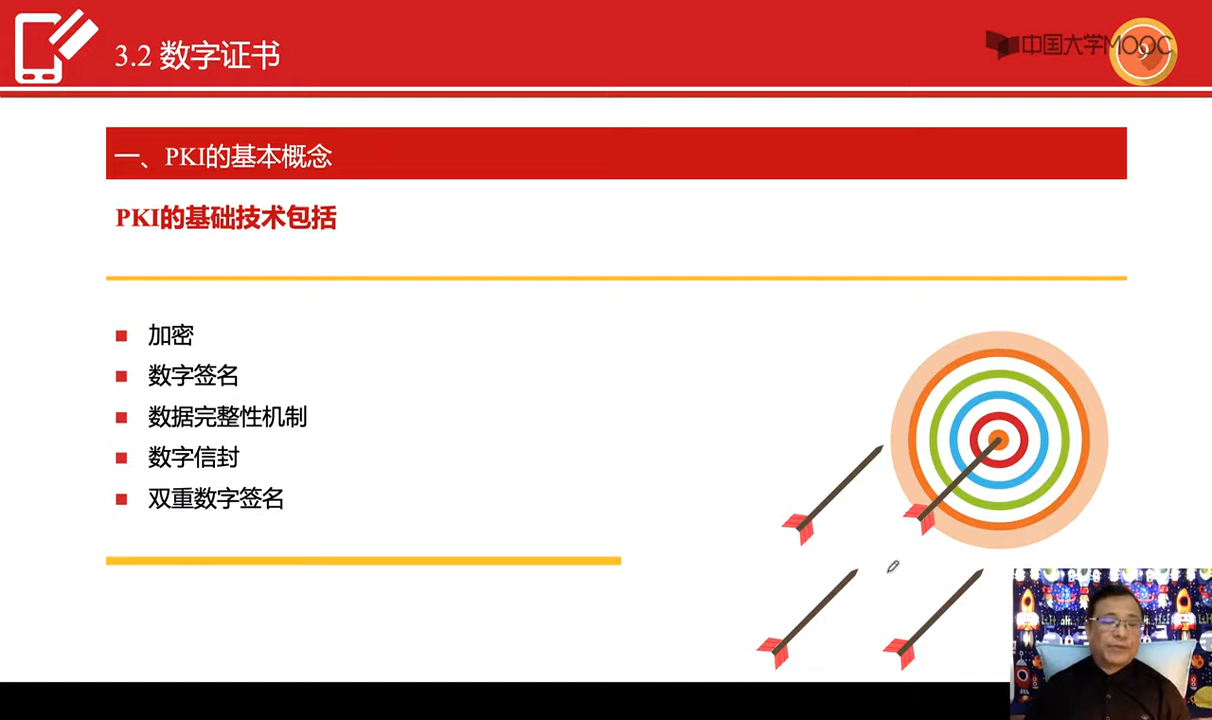 3.2 数字证书
中国大学MOOC
9
一、PKI的基本概念
PKI的基础技术包括
加密
数字签名
数据完整性机制
数字信封
双重数字签名